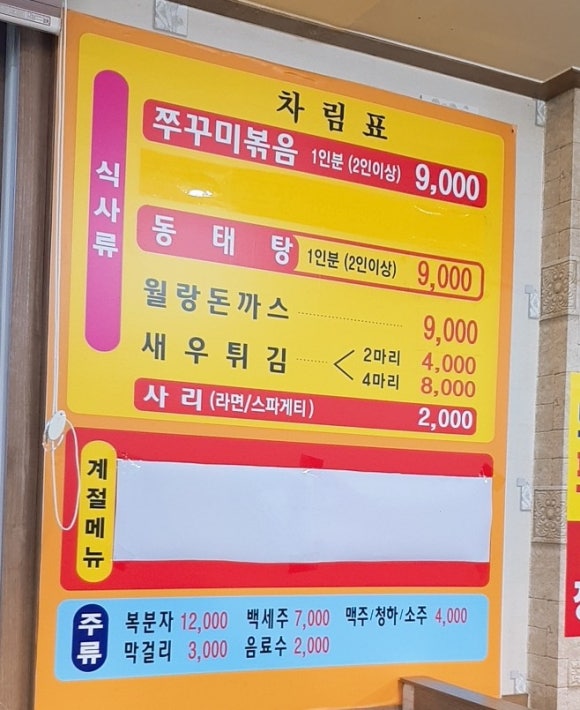 차림표
식사류
쭈꾸미볶음 1인분 (2인이상) 9,000
동태탕 1인분 (2인이상) 9,000
월랑돈까스 9,000
새우튀김 2마리 4,000
4마리 8,000
사리 (라면/스파게티) 2,000
계절메뉴
주류
복분자 12,000 백세주 7,000 맥주/청하/소주 4,000
막걸리 3,000 음료수 2,000